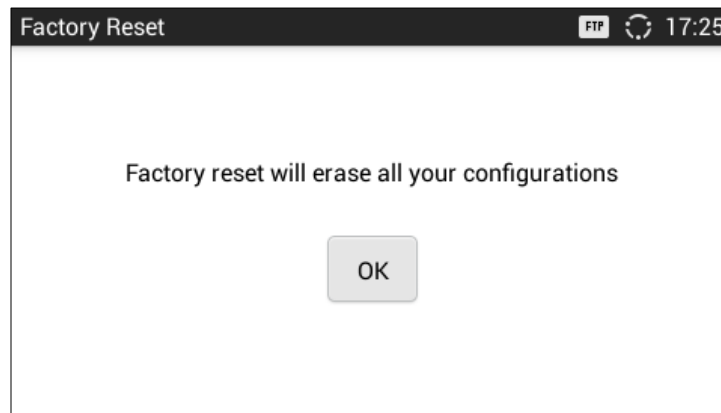 Factory Reset FTP 17:25
Factory reset will erase all your configurations
OK